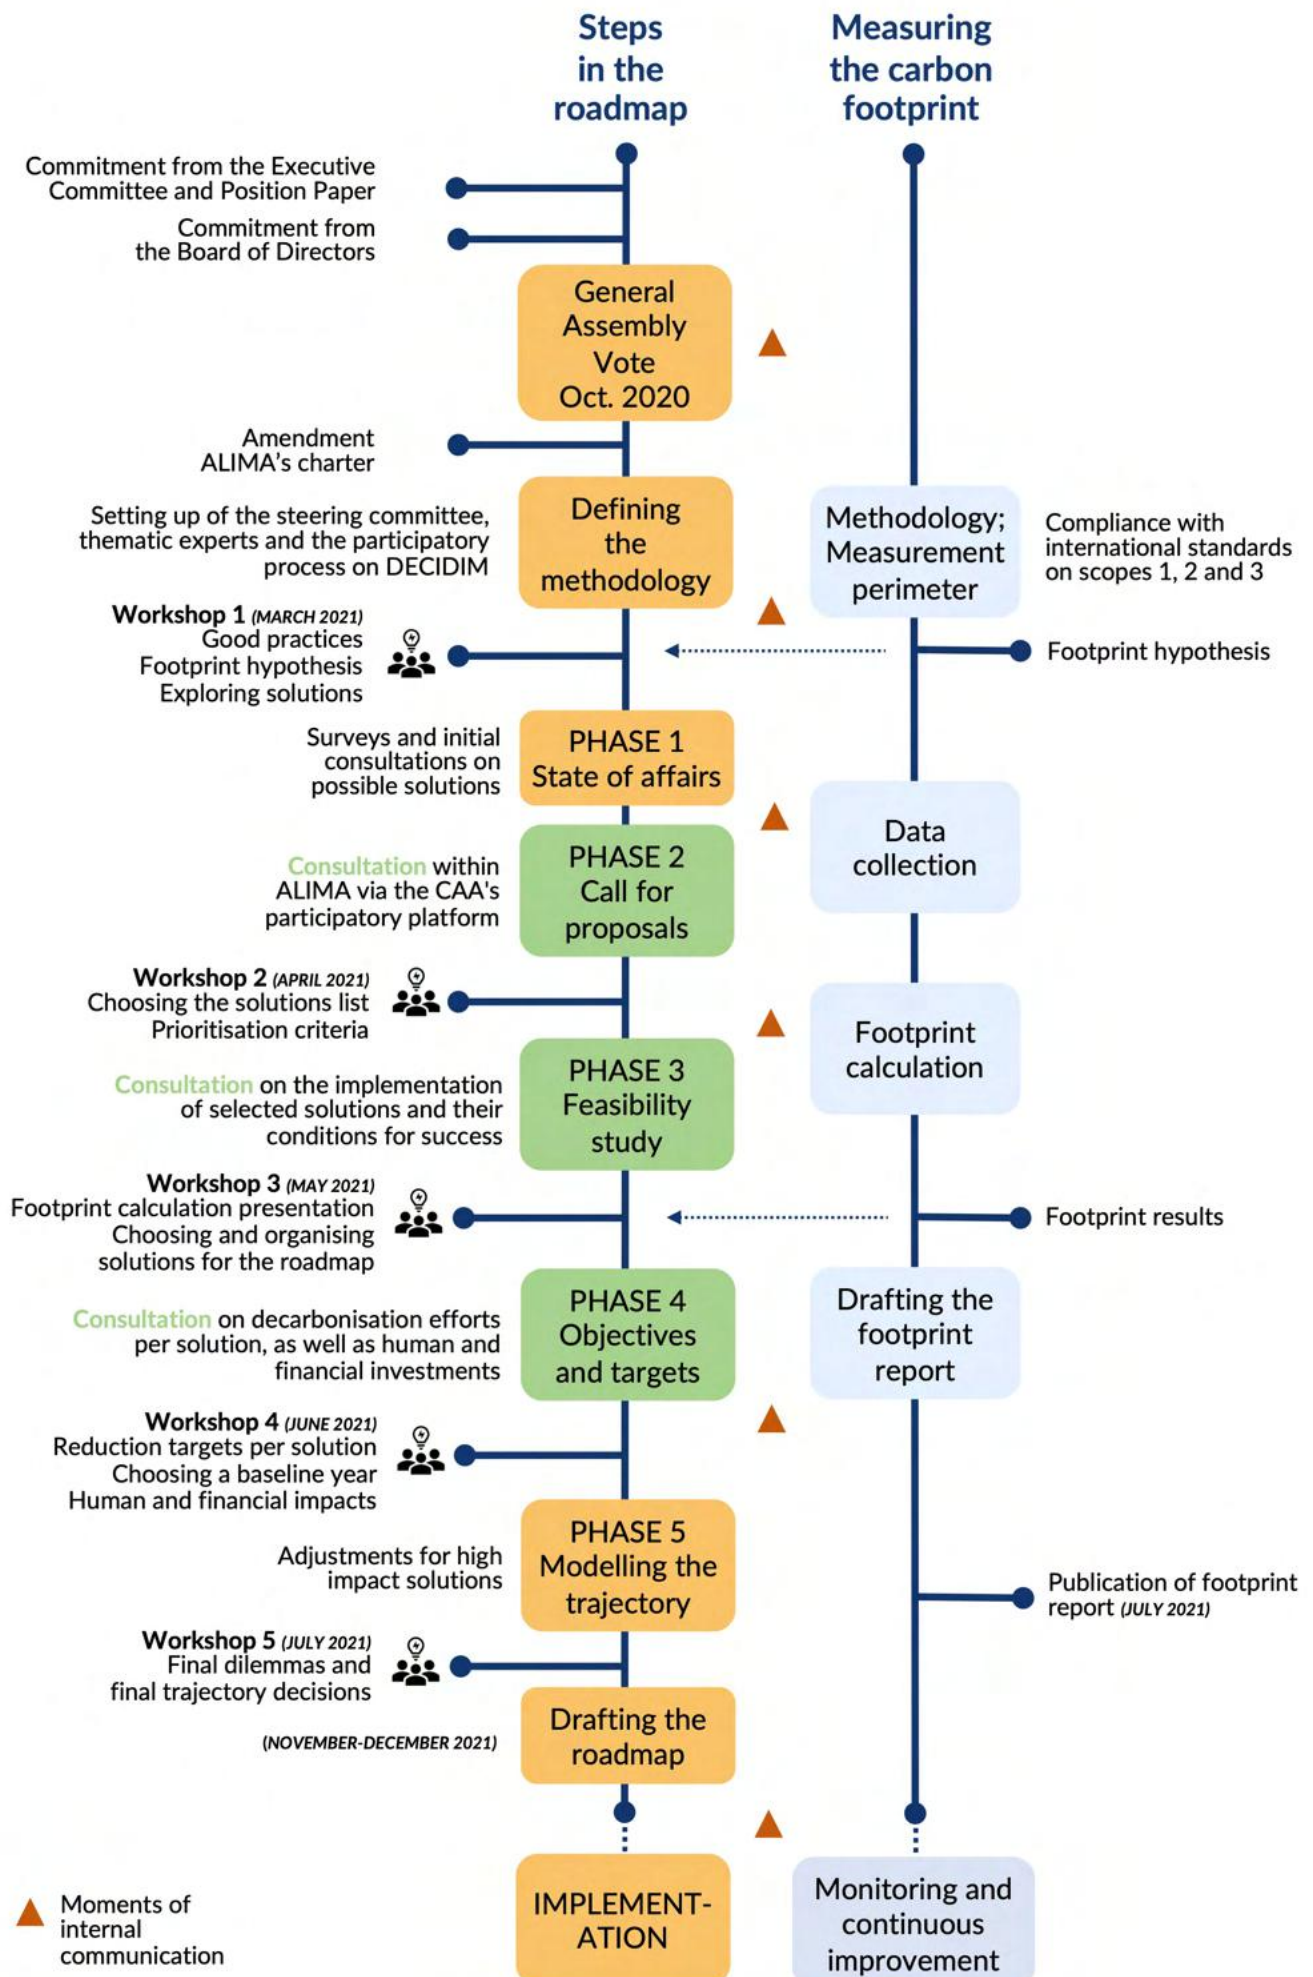 Steps
in the
roadmap
Measuring
the carbon
footprint
Commitment from the Executive
Committee and Position Paper
Commitment from
the Board of Directors
General
Assembly
Vote
Oct. 2020
Amendment
ALIMA's charter
Setting up of the steering committee,
thematic experts and the participatory
process on DECIDIM
Defining
the
methodology
Methodology;
Measurement
perimeter
Compliance with
international standards
on scopes 1, 2 and 3
Workshop 1 (MARCH 2021)
Good practices
Footprint hypothesis
Exploring solutions
Footprint hypothesis
Surveys and initial
consultations on
possible solutions
PHASE 1
State of affairs
Data
collection
Consultation within
ALIMA via the CAA's
participatory platform
PHASE 2
Call for
proposals
Workshop 2 (APRIL 2021)
Choosing the solutions list
Prioritisation criteria
Footprint
calculation
Consultation on the implementation
of selected solutions and their
conditions for success
PHASE 3
Feasibility
study
Workshop 3 (MAY 2021)
Footprint calculation presentation
Choosing and organising
solutions for the roadmap
Footprint results
Consultation on decarbonisation efforts
per solution, as well as human and
financial investments
PHASE 4
Objectives
and targets
Drafting the
footprint
report
Workshop 4 (JUNE 2021)
Reduction targets per solution
Choosing a baseline year
Human and financial impacts
Adjustments for high
impact solutions
PHASE 5
Modelling the
trajectory
Publication of footprint
report (JULY 2021)
Workshop 5 (JULY 2021)
Final dilemmas and
final trajectory decisions
(NOVEMBER-DECEMBER 2021)
Drafting the
roadmap
IMPLEMENT-
ATION
Monitoring and
continuous
improvement
Moments of
internal
communication